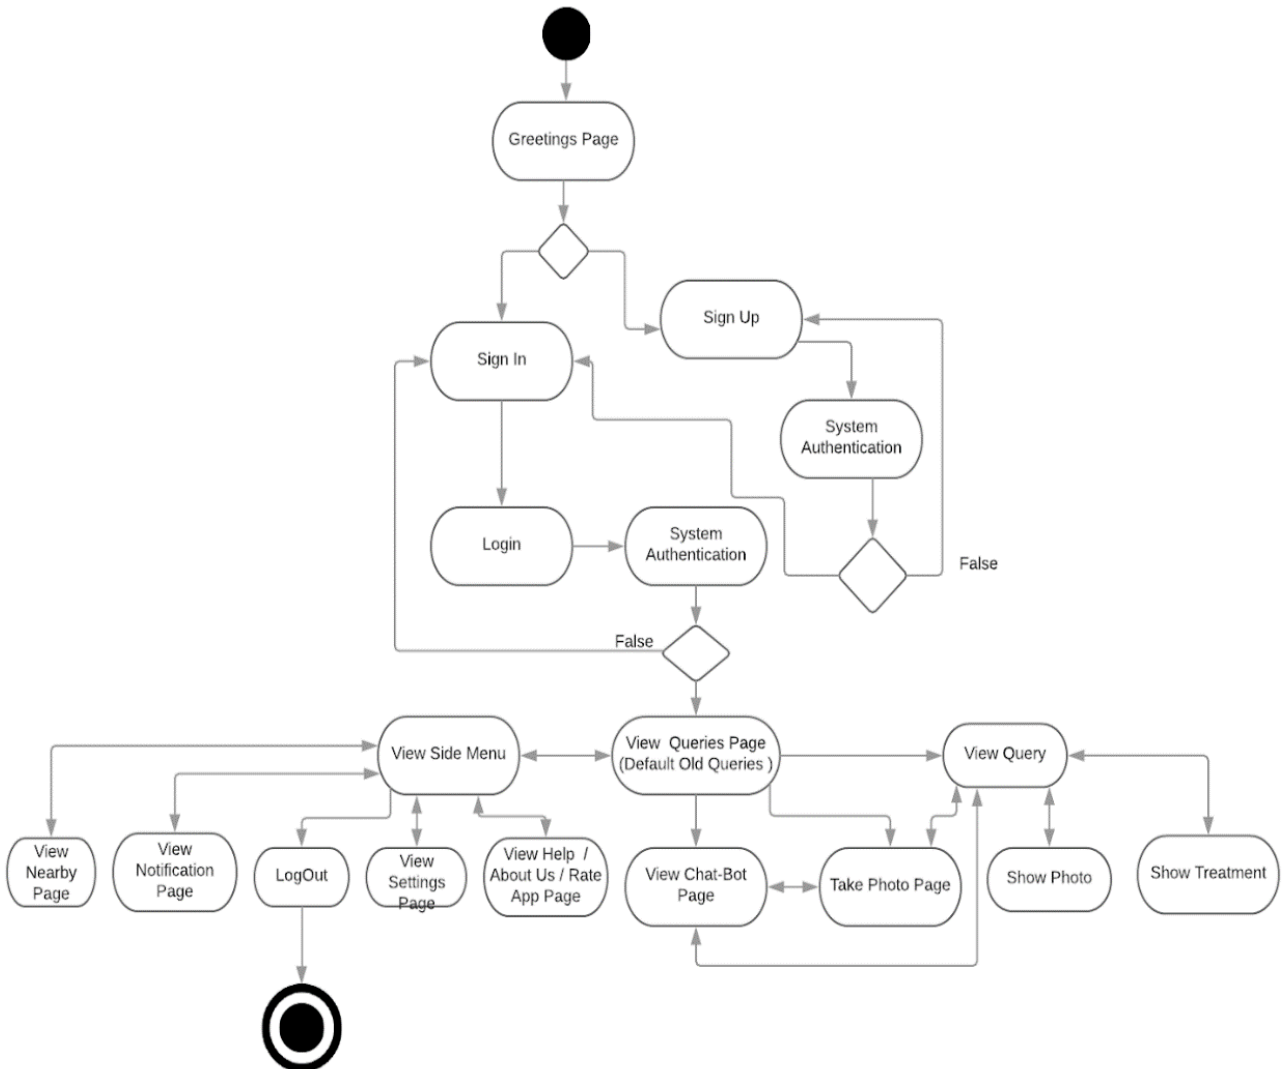 Greetings Page
Sign Up
Sign In
System
Authentication
Login
System
Authentication
False
False
View Side Menu
View  Queries Page
(Default Old Queries )
View Query
View
Nearby
Page
View
Notification
Page
LogOut
View
Settings
Page
View Help  /
About Us / Rate
App Page
View Chat-Bot
Page
Take Photo Page
Show Photo
Show Treatment